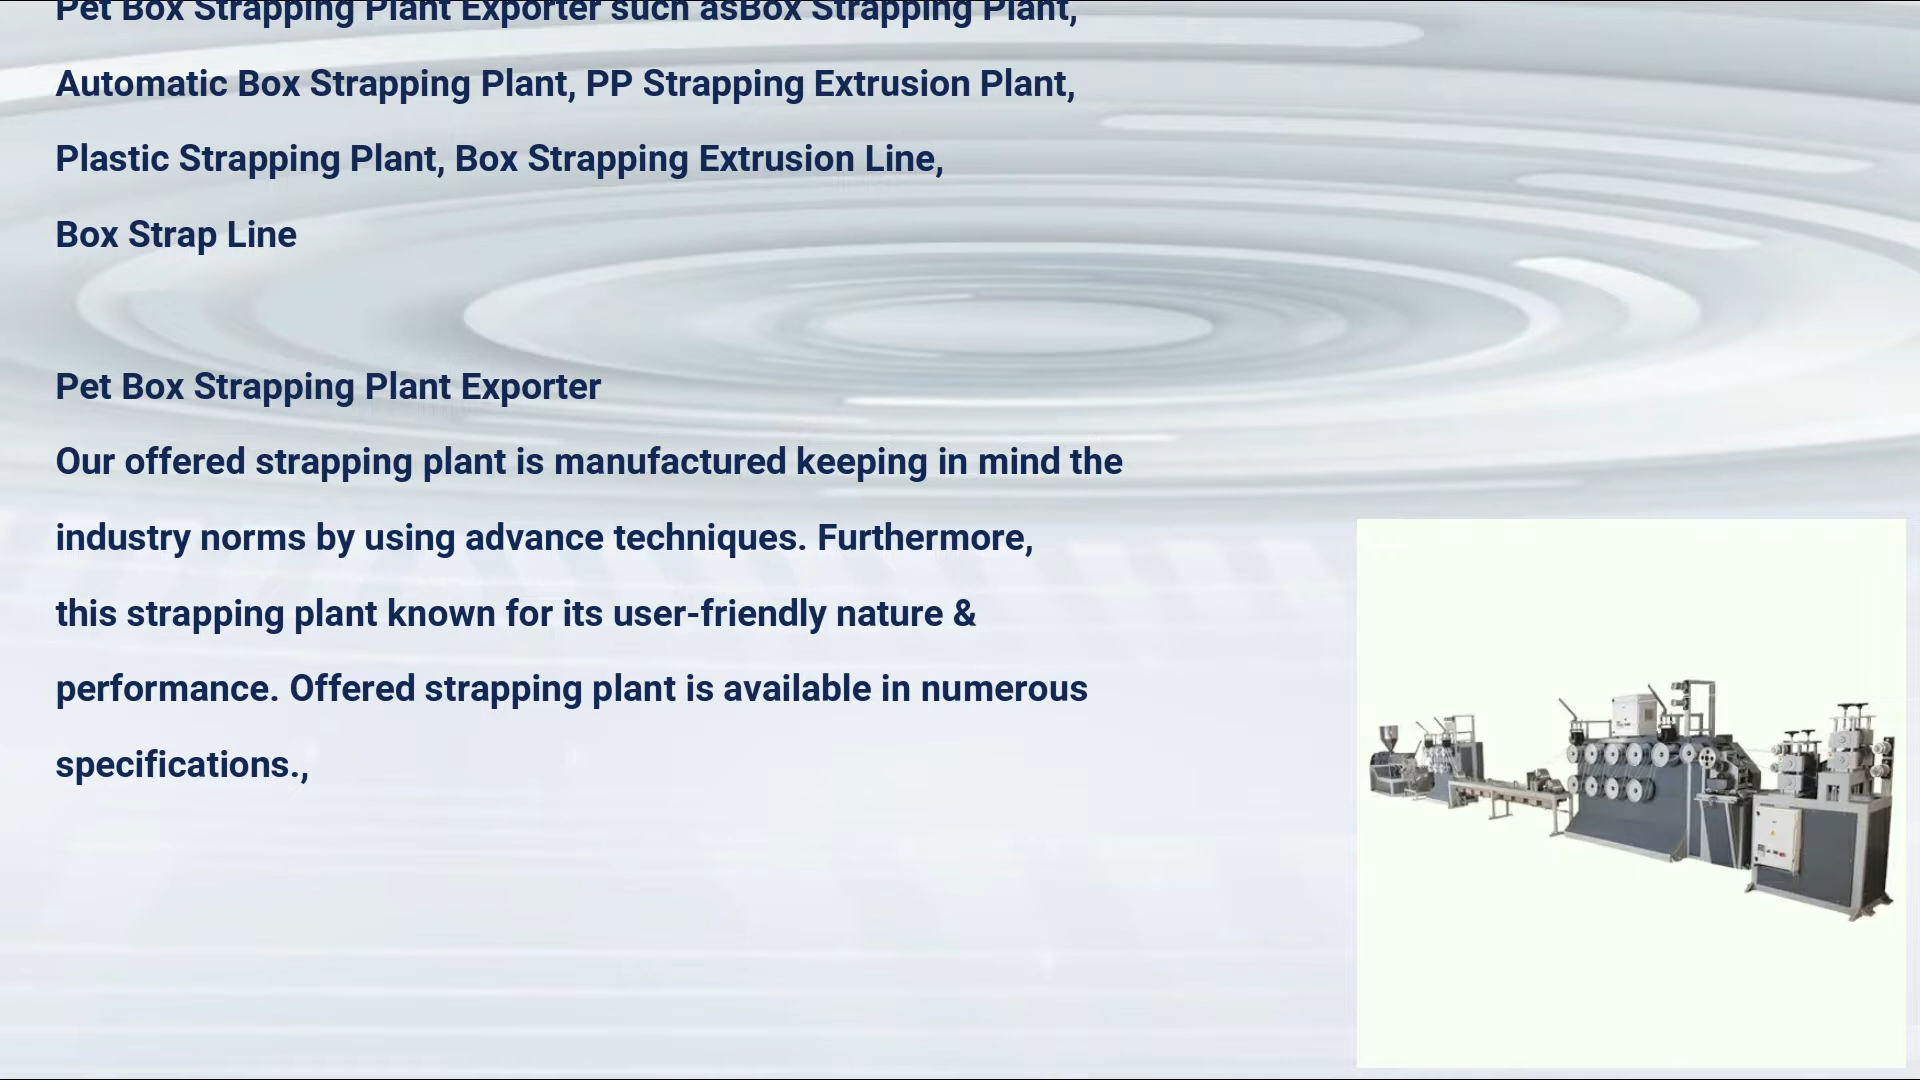 Pet Box Strapping Plant Exporter such asBox Strapping Plant,
Automatic Box Strapping Plant, PP Strapping Extrusion Plant,
Plastic Strapping Plant, Box Strapping Extrusion Line,
Box Strap Line
Pet Box Strapping Plant Exporter
Our offered strapping plant is manufactured keeping in mind the
industry norms by using advance techniques. Furthermore,
this strapping plant known for its user-friendly nature &
performance. Offered strapping plant is available in numerous
specifications.,